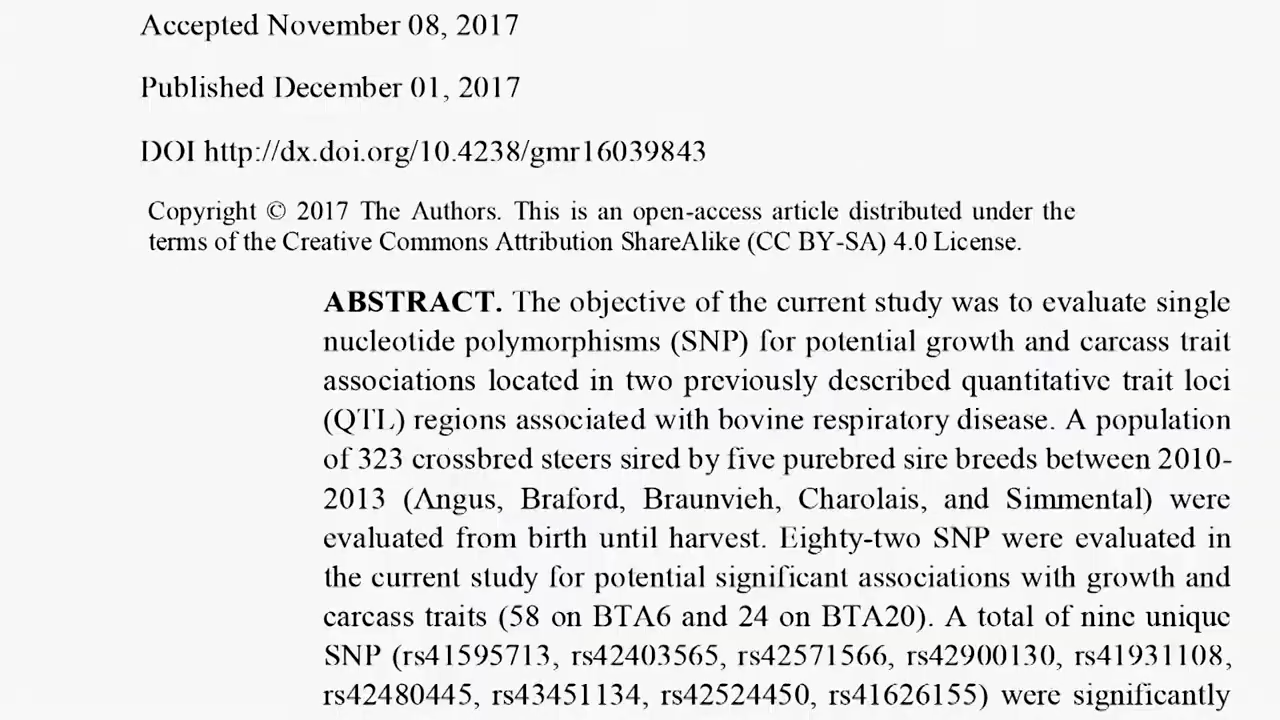 Accepted November 08, 2017
Published December 01, 2017
DOI http://dx.doi.org/10.4238/gmr16039843
Copyright © 2017 The Authors. This is an open-access article distributed under the
terms of the Creative Commons Attribution ShareAlike (CC BY-SA) 4.0 License.
ABSTRACT. The objective of the current study was to evaluate single
nucleotide polymorphisms (SNP) for potential growth and carcass trait
associations located in two previously described quantitative trait loci
(QTL) regions associated with bovine respiratory disease. A population
of 323 crossbred steers sired by five purebred sire breeds between 2010-
2013 (Angus, Braford, Braunvieh, Charolais, and Simmental) were
evaluated from birth until harvest. Eighty-two SNP were evaluated in
the current study for potential significant associations with growth and
carcass traits (58 on BTA6 and 24 on BTA20). A total of nine unique
SNP (rs41595713, rs42403565, rs42571566, rs42900130, rs41931108,
rs42480445, rs43451134, rs42524450, rs41626155) were significantly